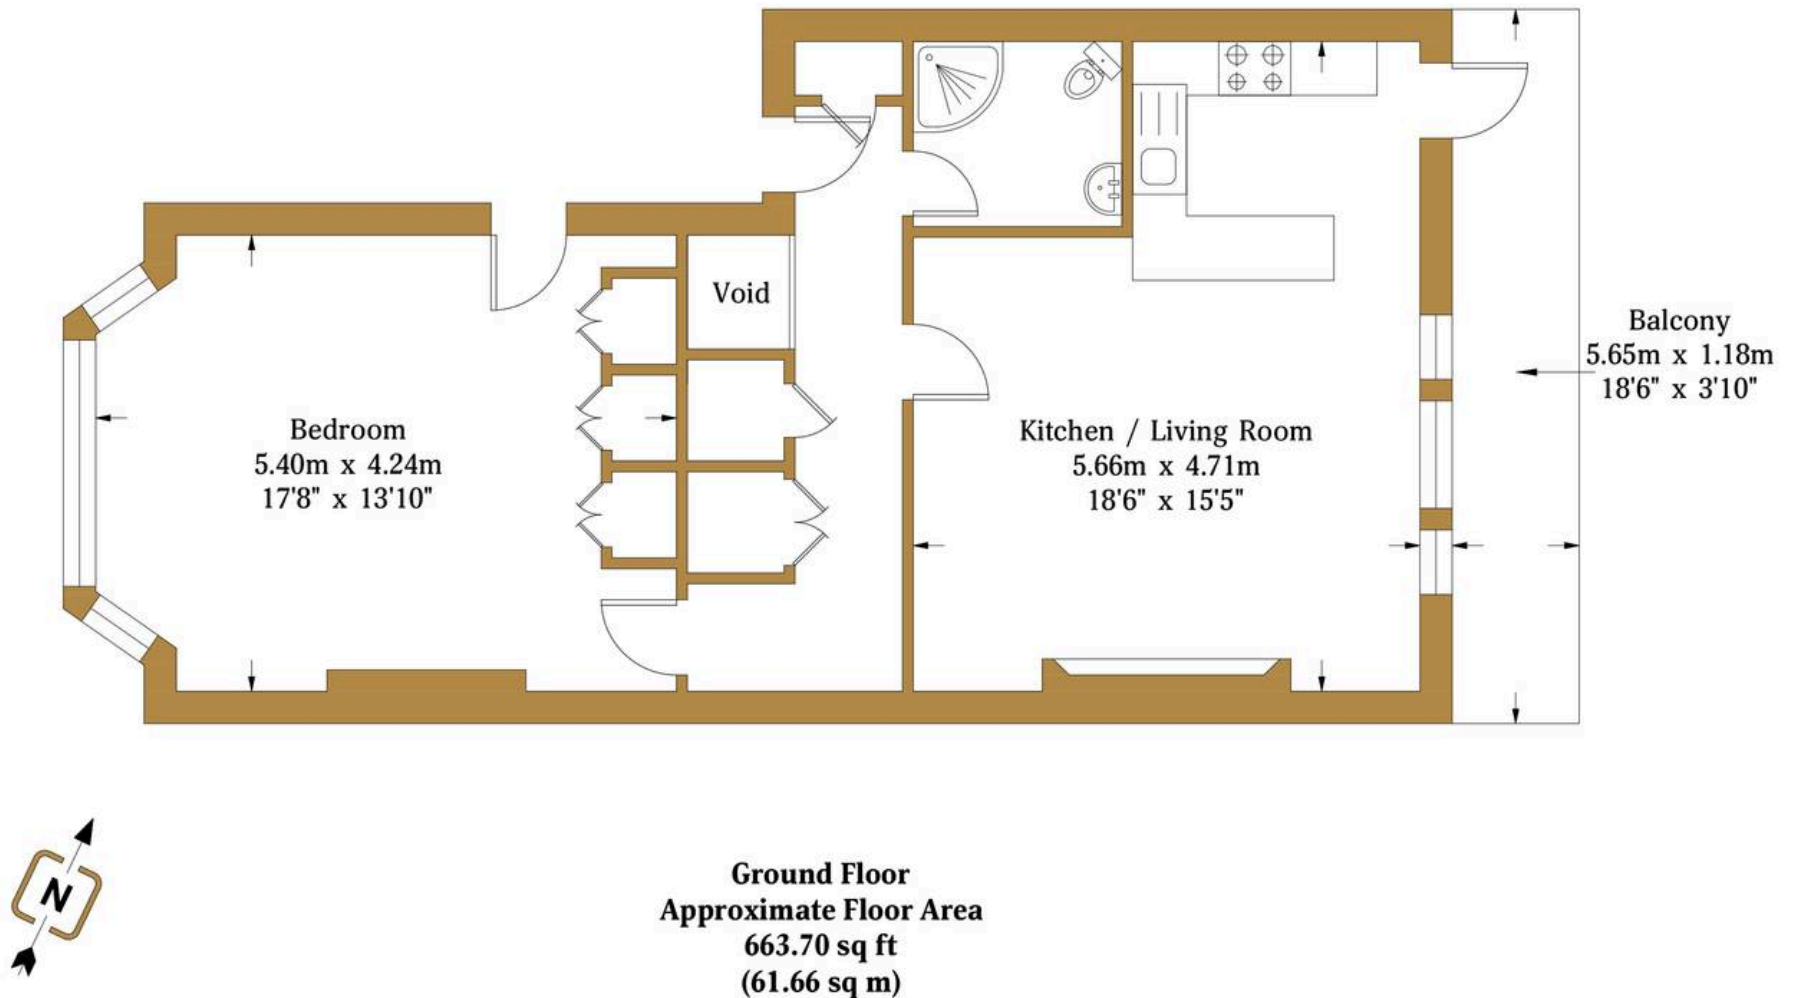 Void
Balcony
5.65m x 1.18m
18'6" x 3'10"
Bedroom
5.40m x 4.24m
17'8" x 13'10"
Kitchen / Living Room
5.66m x 4.71m
18'6" x 15'5"
N
Ground Floor
Approximate Floor Area
663.70 sq ft
(61.66 sq m)